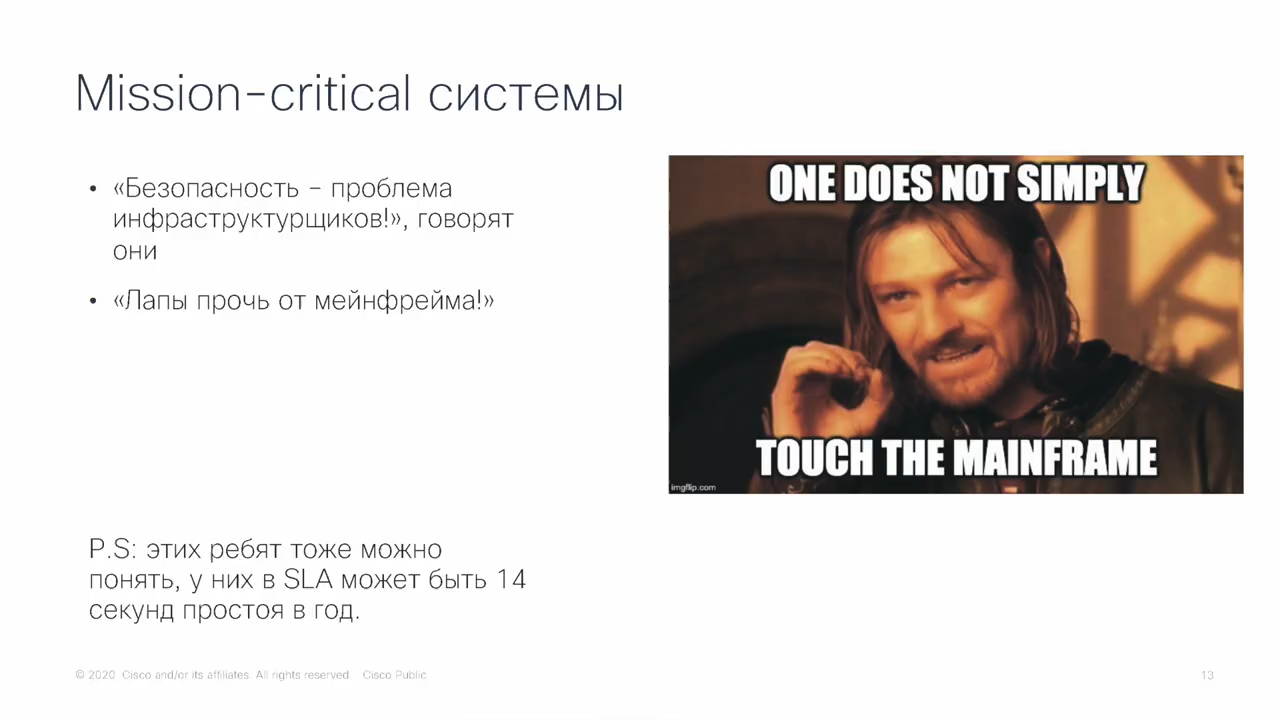 Mission-critical системы
• «Безопасность – проблема
инфраструктурщиков!», говорят
они
• «Лапы прочь от мейнфрейма!»
ONE DOES NOT SIMPLY
TOUCH THE MAINFRAME
imgflip.com
P.S: этих ребят тоже можно
понять, у них в SLA может быть 14
секунд простоя в год.
© 2020 Cisco and/or its affiliates. All rights reserved. Cisco Public
13